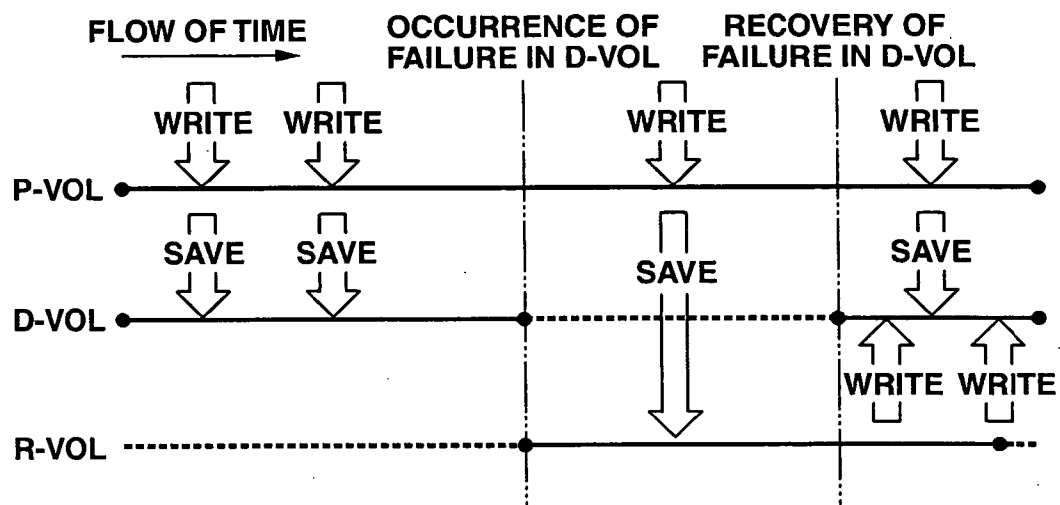 FLOW OF TIME
OCCURRENCE OF
FAILURE IN D-VOL
RECOVERY OF
FAILURE IN D-VOL
WRITE WRITE WRITE WRITE
P-VOL
SAVE SAVE SAVE SAVE
D-VOL
WRITE WRITE
R-VOL